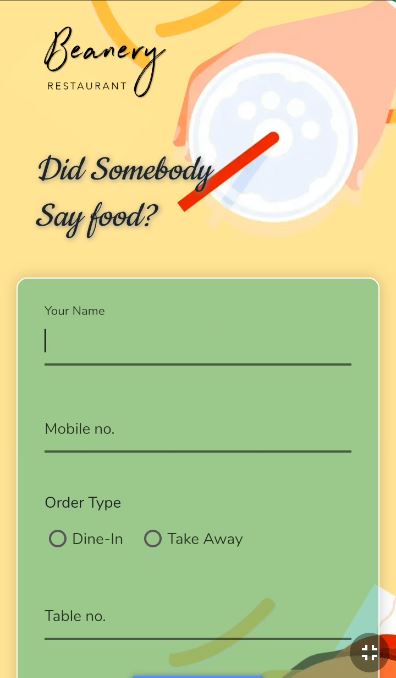 Beanery
RESTAURANT
Did Somebody
Say food?
Your Name
Mobile no.
Order Type
Dine-In Take Away
Table no.